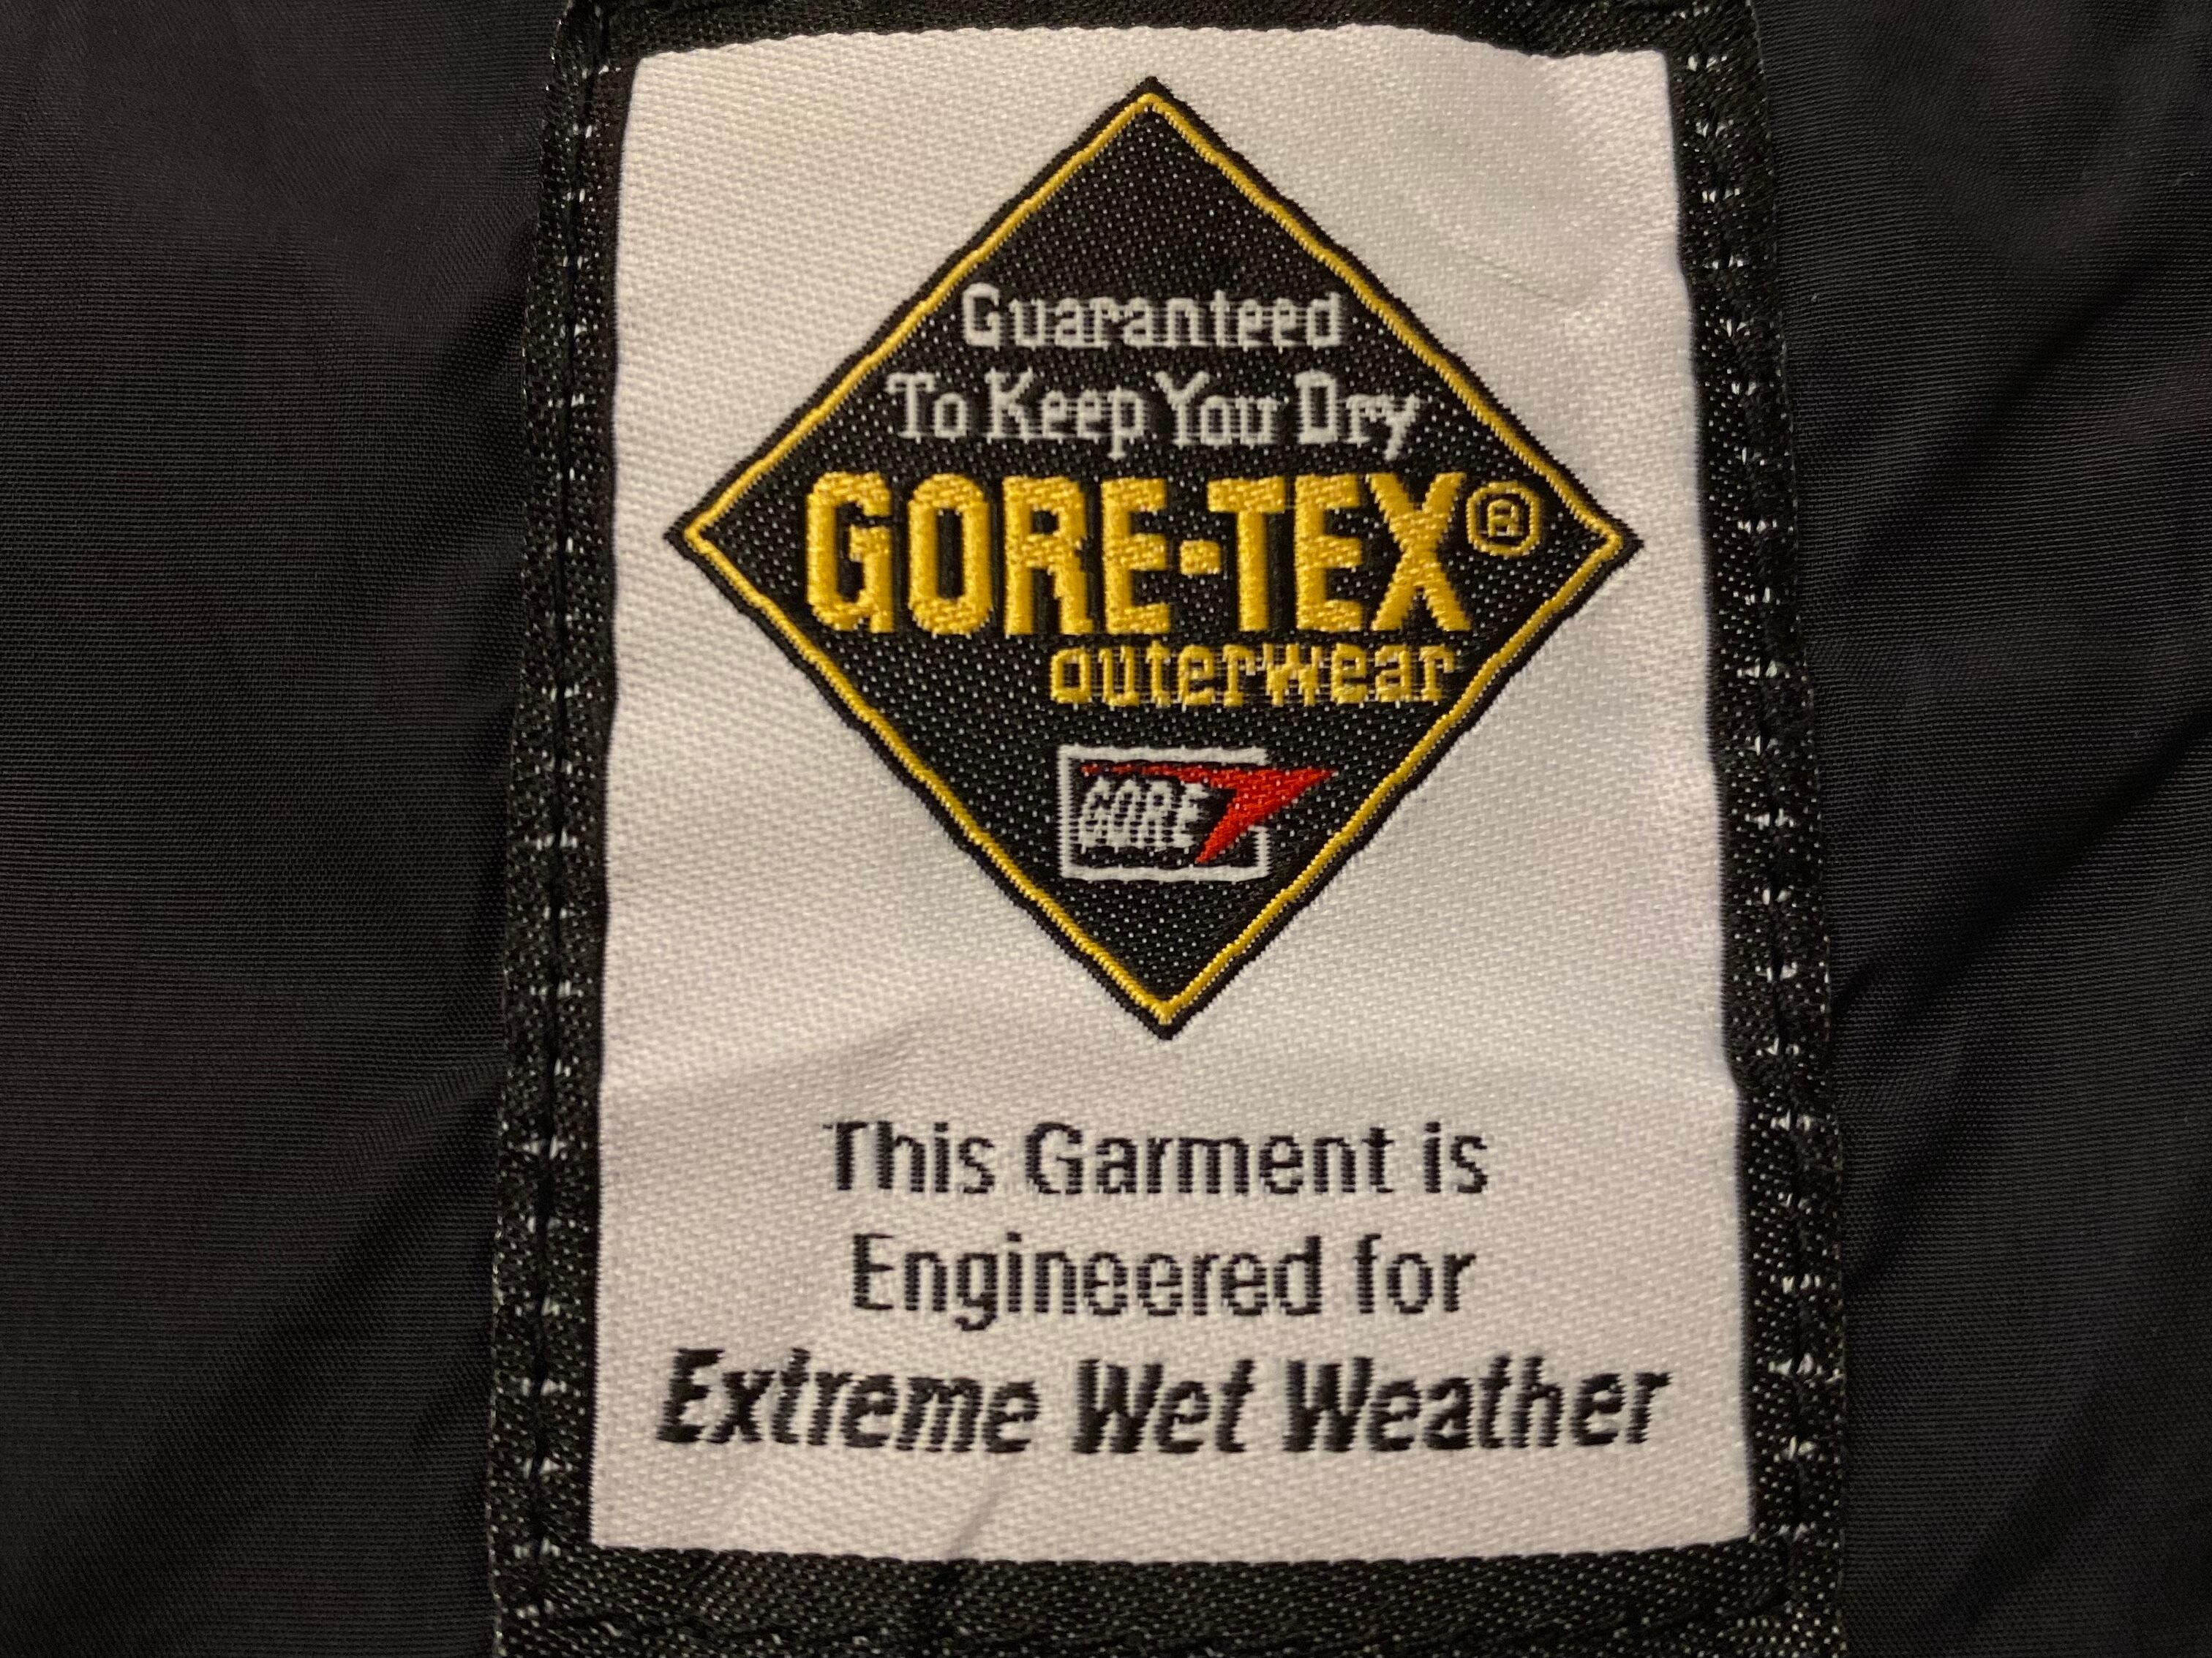 Guaranteed
To Keep You Dry
GORE-TEX®
outerwear
GORE
This Garment is
Engineered for
Extreme Wet Weather